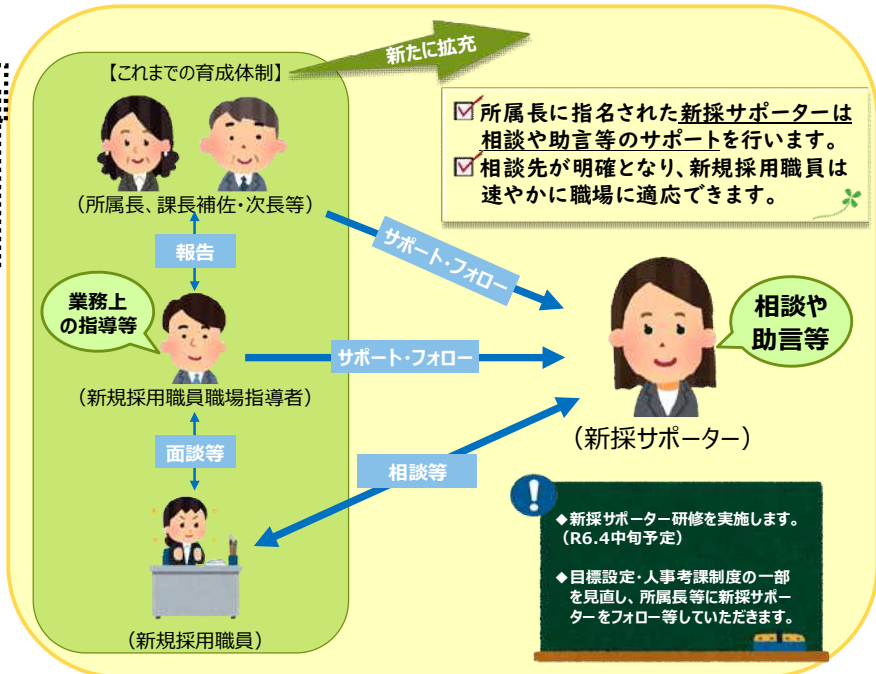 新たに拡充
【これまでの育成体制】
☑所属長に指名された新採サポーターは
相談や助言等のサポートを行います。
☑相談先が明確となり、新規採用職員は
速やかに職場に適応できます。
（所属長、課長補佐・次長等）
報告
サポート・フォロー
業務上
の指導等
サポート・フォロー
相談や
助言等
（新規採用職員職場指導者）
（新採サポーター）
面談等
相談等
（新規採用職員）
!
◆新採サポーター研修を実施します。
（R6.4中旬予定）
◆目標設定・人事考課制度の一部
を見直し、所属長等に新採サポー
ターをフォロー等していただきます。